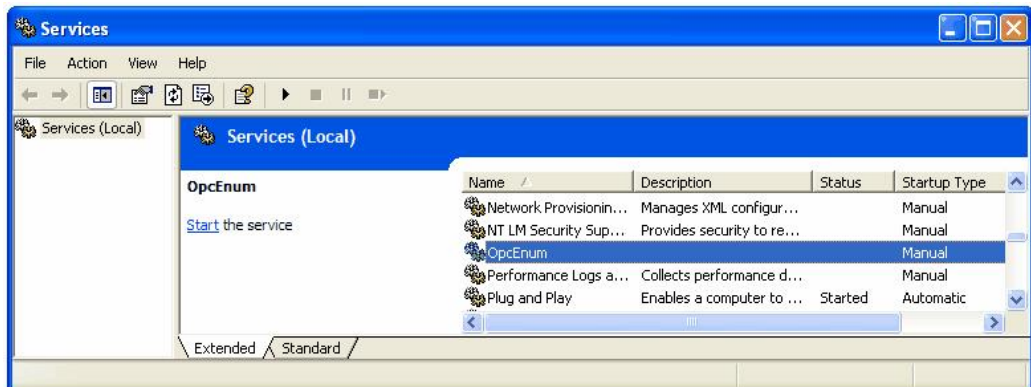 Services
File Action View Help
Services (Local)
Services (Local)
OpcEnum
Start the service
Name Description Status Startup Type
Network Provisionin... Manages XML configur... Manual
NT LM Security Sup... Provides security to re... Manual
OpcEnum Manual
Performance Logs a... Collects performance d... Manual
Plug and Play Enables a computer to ... Started Automatic
Extended Standard